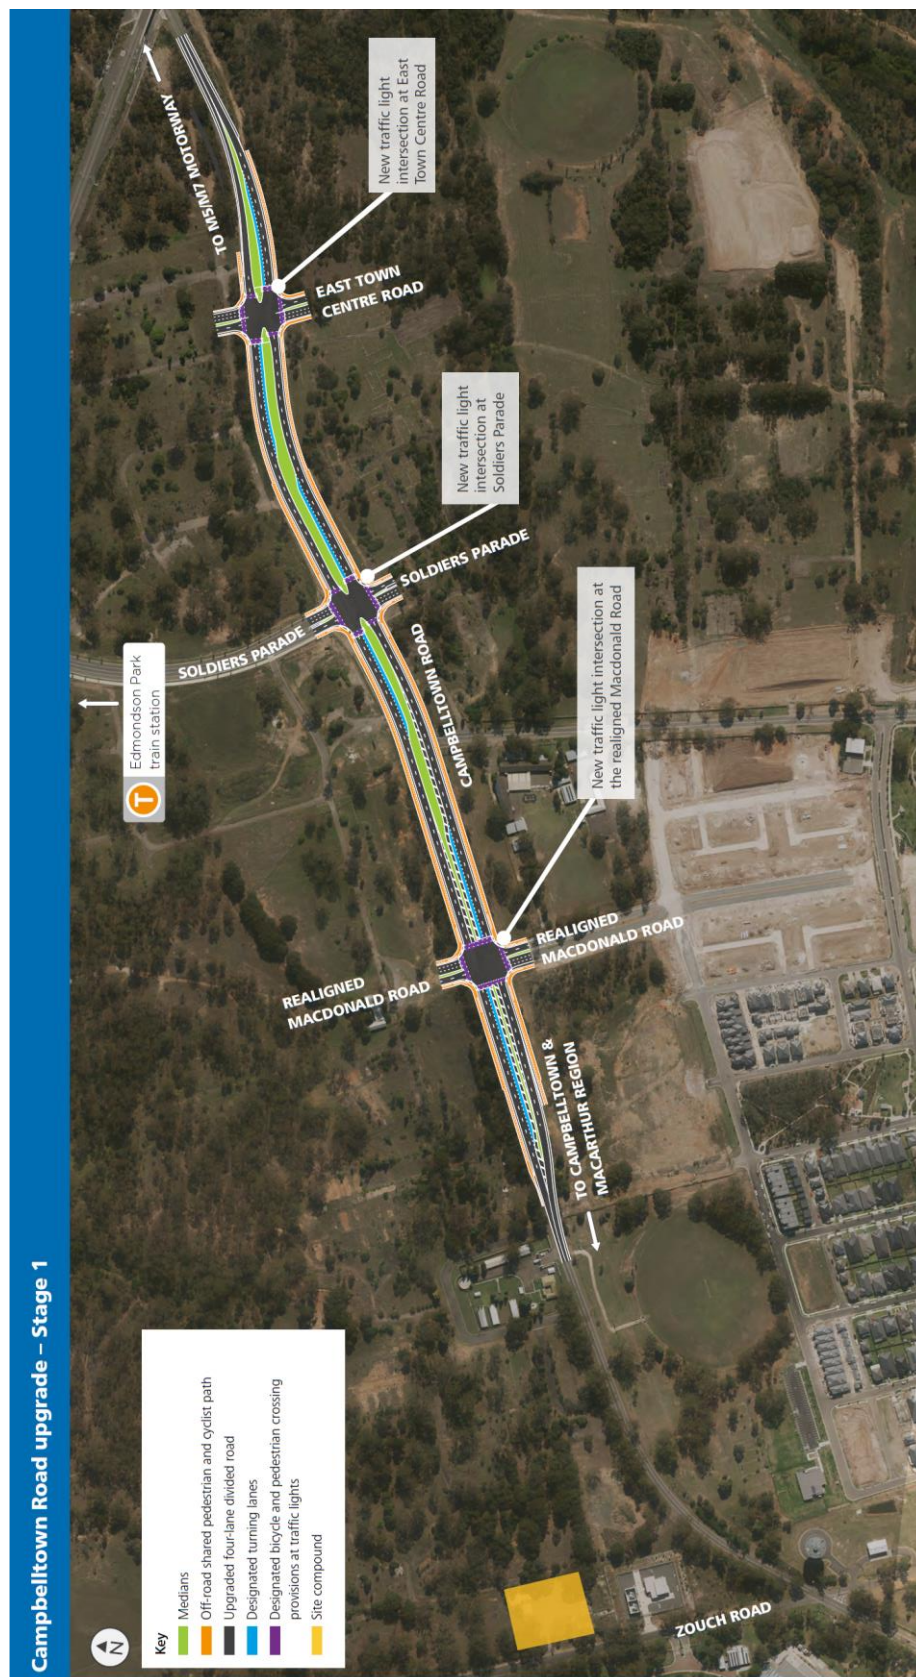 Campbelltown Road upgrade – Stage 1
N
Key
Medians
Off-road shared pedestrian and cyclist path
Upgraded four-lane divided road
Designated turning lanes
Designated bicycle and pedestrian crossing
provisions at traffic lights
Site compound
T
Edmondson Park
train station
TO M5/M7 MOTORWAY
New traffic light
intersection at East
Town Centre Road
EAST TOWN
CENTRE ROAD
New traffic light
intersection at
Soldiers Parade
SOLDIERS PARADE
SOLDIERS PARADE
CAMPBELLTOWN ROAD
New traffic light intersection at
the realigned Macdonald Road
REALIGNED
MACDONALD ROAD
REALIGNED
MACDONALD ROAD
TO CAMPBELLTOWN &
MACARTHUR REGION
ZOUCH ROAD